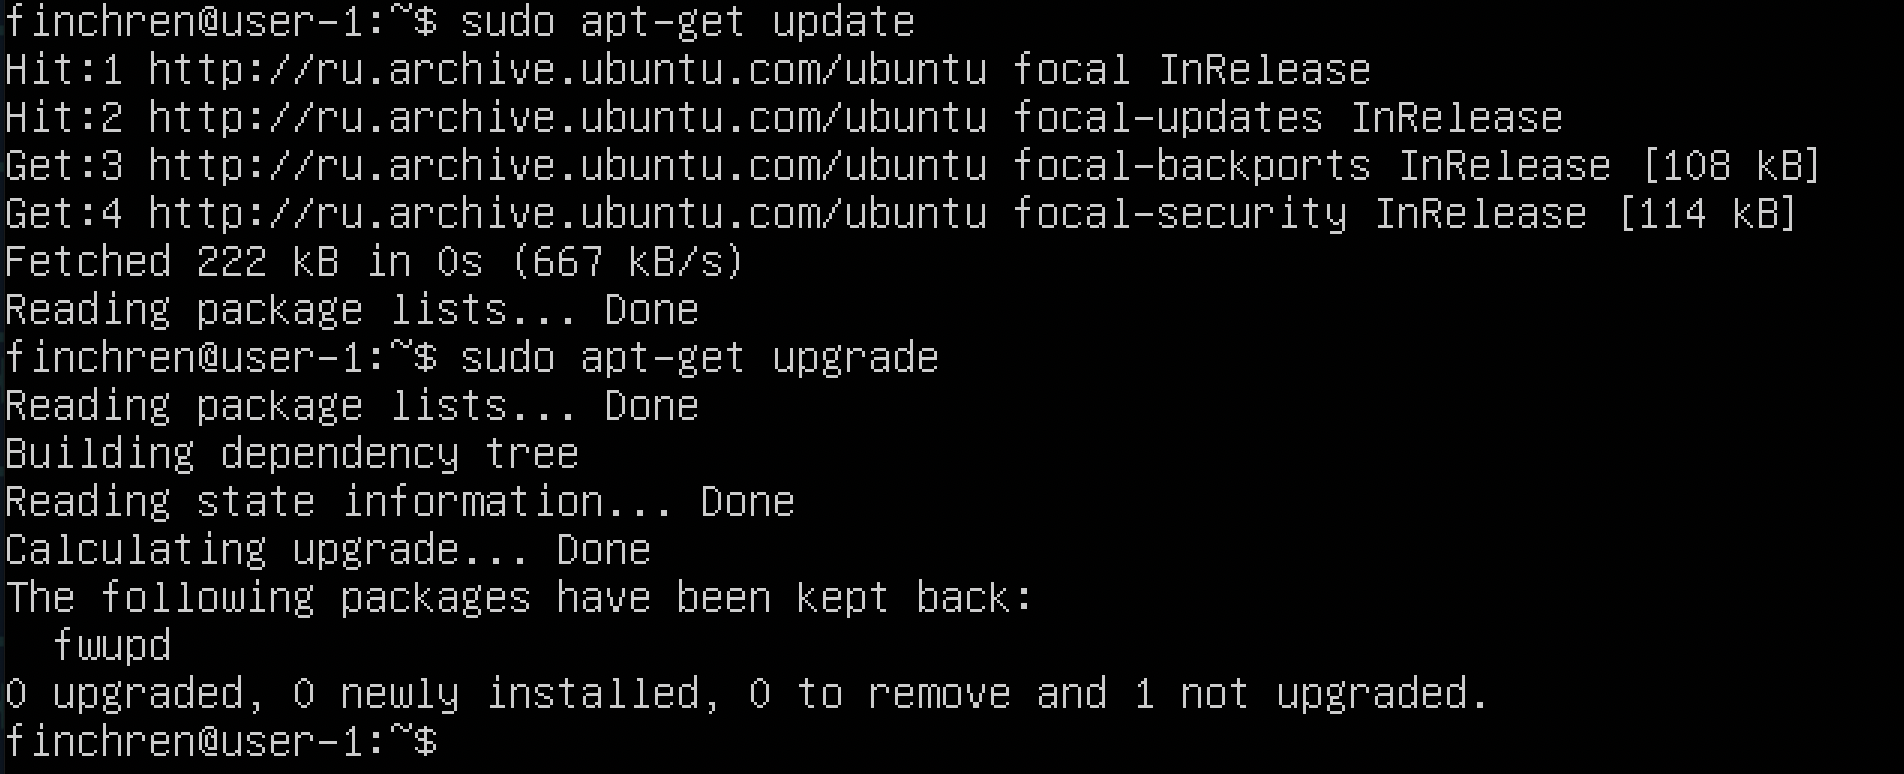 finchren@user-1:~$ sudo apt-get update
Hit:1 http://ru.archive.ubuntu.com/ubuntu focal InRelease
Hit:2 http://ru.archive.ubuntu.com/ubuntu focal-updates InRelease
Get:3 http://ru.archive.ubuntu.com/ubuntu focal-backports InRelease [108 kB]
Get:4 http://ru.archive.ubuntu.com/ubuntu focal-security InRelease [114 kB]
Fetched 222 kB in 0s (667 kB/s)
Reading package lists... Done
finchren@user-1:~$ sudo apt-get upgrade
Reading package lists... Done
Building dependency tree
Reading state information... Done
Calculating upgrade... Done
The following packages have been kept back:
  fwupd
0 upgraded, 0 newly installed, 0 to remove and 1 not upgraded.
finchren@user-1:~$